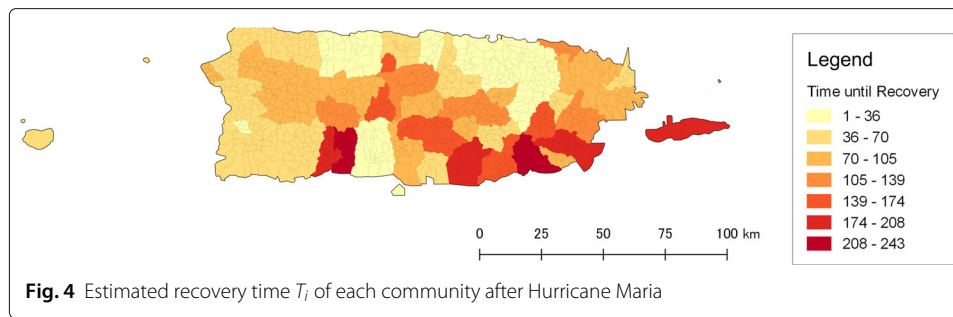 Legend
Time until Recovery
1 - 36
36 - 70
70 - 105
105 - 139
139 - 174
174 - 208
208 - 243
0 25 50 75 100 km
Fig. 4 Estimated recovery time Ti of each community after Hurricane Maria